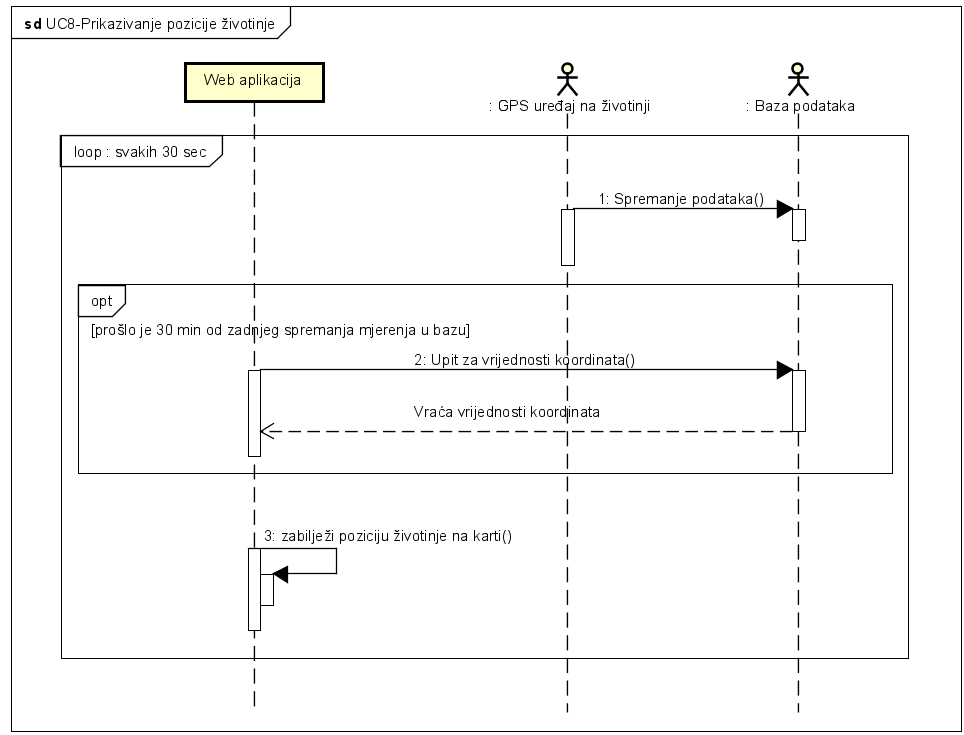 sd UC8-Prikazivanje pozicije životinje
Web aplikacija
: GPS uređaj na životinji
: Baza podataka
loop : svakih 30 sec
1: Spremanje podataka()
opt
[prošlo je 30 min od zadnjeg spremanja mjerenja u bazu]
2: Upit za vrijednosti koordinata()
Vraća vrijednosti koordinata
3: zabilježi poziciju životinje na karti()